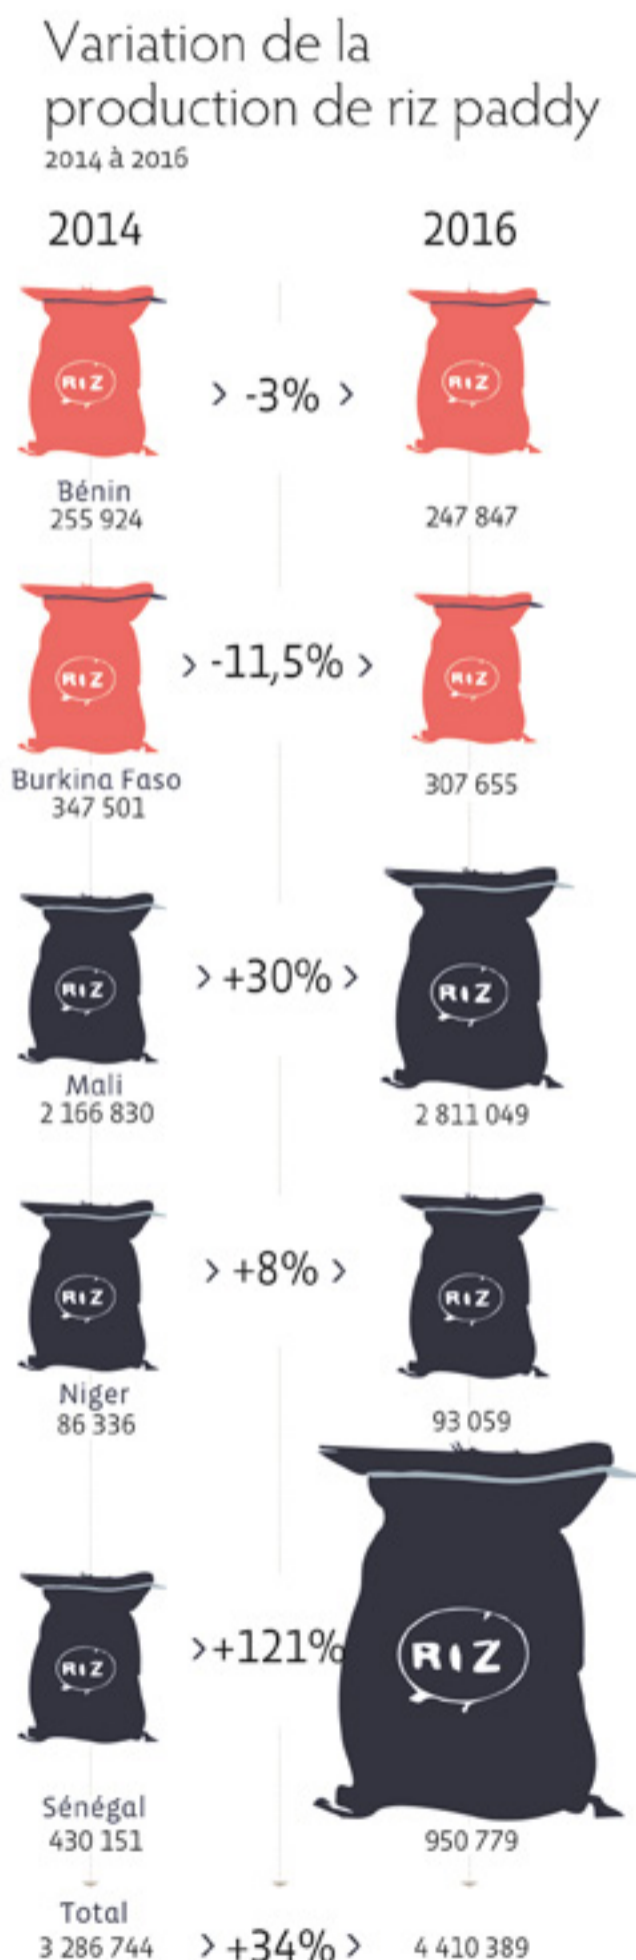 Variation de la
production de riz paddy
2014 à 2016
2014 2016
RIZ RIZ
> -3% >
Bénin
255 924 247 847
RIZ RIZ
> -11,5% >
Burkina Faso
347 501 307 655
RIZ RIZ
> +30% >
Mali
2 166 830 2 811 049
RIZ RIZ
> +8% >
Niger
86 336 93 059
RIZ RIZ
> +121%
Sénégal
430 151 950 779
Total
3 286 744 > +34% > 4 410 389